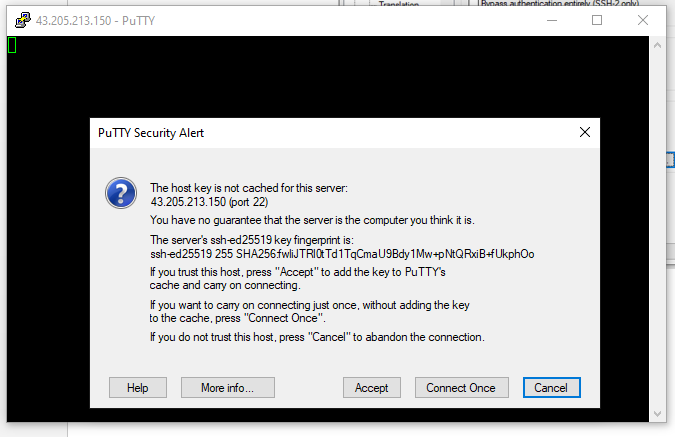 Translation
Bypass authentication entirely (SSH-2 only)
43.205.213.150 - PuTTY
PuTTY Security Alert
The host key is not cached for this server:
43.205.213.150 (port 22)
You have no guarantee that the server is the computer you think it is.
The server's ssh-ed25519 key fingerprint is:
ssh-ed25519 255 SHA256:fwliJTRI0tTd1TqCmaU9Bdy1Mw+pNtQRxiB+fUkphOo
If you trust this host, press "Accept" to add the key to PuTTY's
cache and carry on connecting.
If you want to carry on connecting just once, without adding the key
to the cache, press "Connect Once".
If you do not trust this host, press "Cancel" to abandon the connection.
Help
More info...
Accept
Connect Once
Cancel